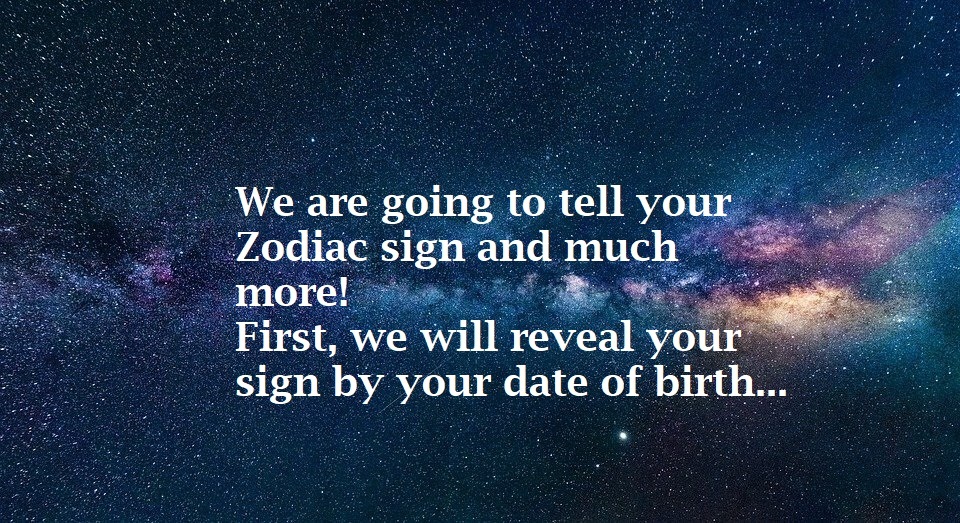 We are going to tell your
Zodiac sign and much
more!
First, we will reveal your
sign by your date of birth...